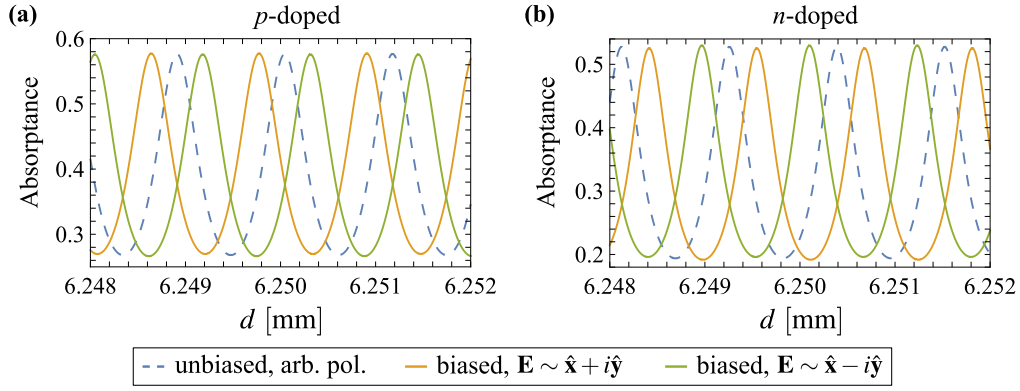 (a) p-doped
0.6
0.5
0.4
0.3
Absorptance
6.248 6.249 6.250 6.251 6.252
d [mm]
(b) n-doped
0.5
0.4
0.3
0.2
Absorptance
6.248 6.249 6.250 6.251 6.252
d [mm]
unbiased, arb. pol. biased, E ∼ x̂ + iŷ biased, E ∼ x̂ − iŷ